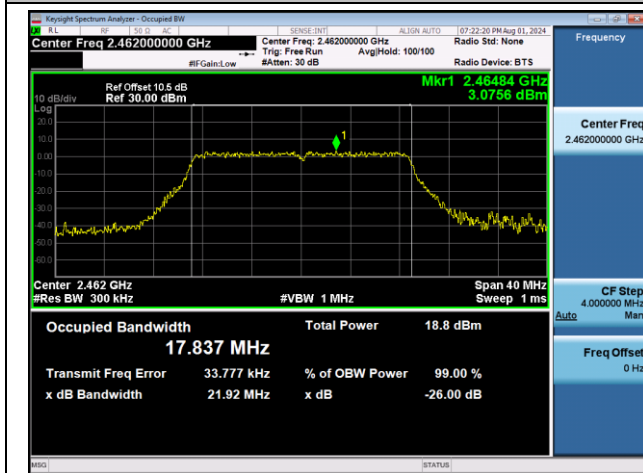 Keysight Spectrum Analyzer - Occupied BW
RL RF 50 Ω AC SENSE:INT ALIGN AUTO 07:22:20 PM Aug 01, 2024
Center Freq 2.462000000 GHz
Center Freq: 2.462000000 GHz
Radio Std: None
Trig: Free Run Avg|Hold: 100/100
#IFGain:Low #Atten: 30 dB
Radio Device: BTS
Ref Offset 10.5 dB
Mkr1 2.46484 GHz
10 dB/div Ref 30.00 dBm
3.0756 dBm
Log
20.0
10.0
0.00
-10.0
-20.0
-30.0
-40.0
-50.0
-60.0
1
Center 2.462 GHz
Span 40 MHz
#Res BW 300 kHz
#VBW 1 MHz
Sweep 1 ms
Occupied Bandwidth
Total Power 18.8 dBm
17.837 MHz
Transmit Freq Error 33.777 kHz
% of OBW Power 99.00 %
x dB Bandwidth 21.92 MHz
x dB -26.00 dB
MSG
STATUS
Frequency
Center Freq
2.462000000 GHz
CF Step
4.000000 MHz
Auto Man
Freq Offset
0 Hz